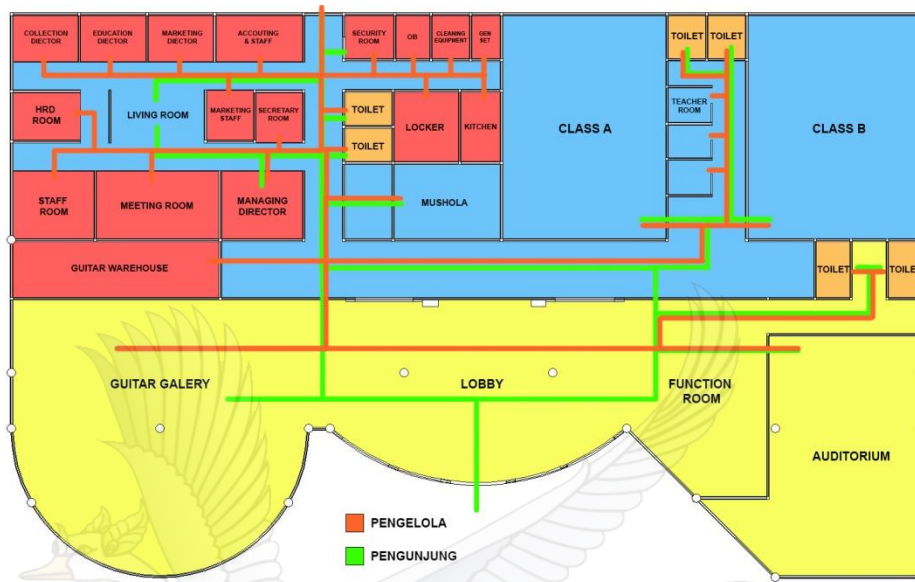 COLLECTION
DIECTOR
EDUCATION
DIECTOR
MARKETING
DIECTOR
ACCOUTING
& STAFF
SECURITY
ROOM
OB
CLEANING
EQUIPMENT
GEN
SET
TOILET
TOILET
HRD
ROOM
LIVING ROOM
MARKETING
STAFF
SECRETARY
ROOM
TOILET
TOILET
LOCKER
KITCHEN
CLASS A
TEACHER
ROOM
CLASS B
STAFF
ROOM
MEETING ROOM
MANAGING
DIRECTOR
MUSHOLA
GUITAR WAREHOUSE
TOILET
TOILET
GUITAR GALERY
LOBBY
FUNCTION
ROOM
AUDITORIUM
PENGELOLA
PENGUNJUNG